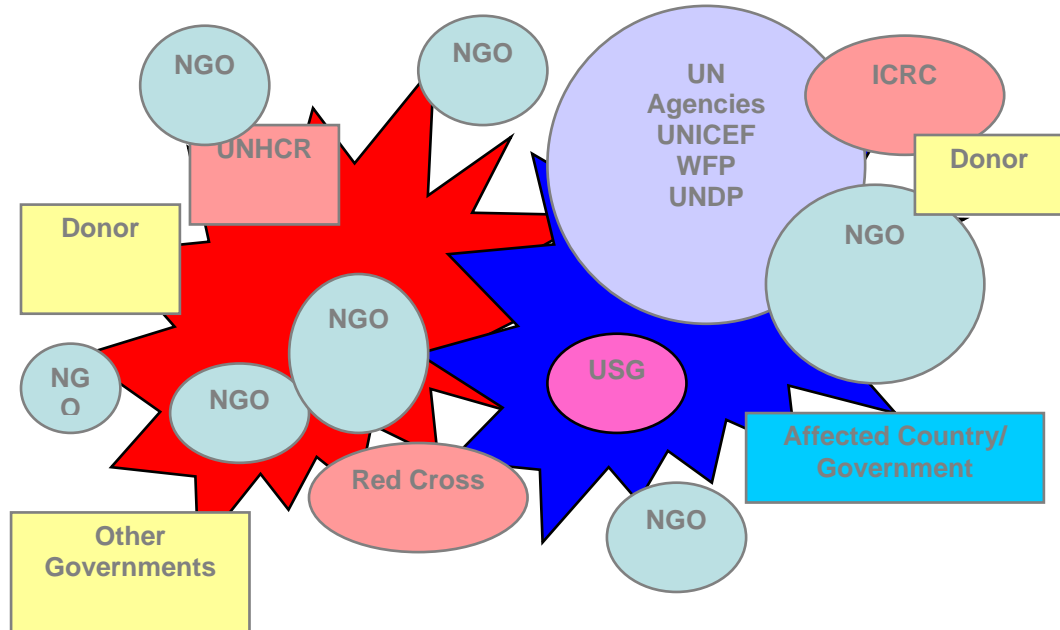 NGO
NGO
UN
Agencies
UNICEF
WFP
UNDP
ICRC
UNHCR
Donor
Donor
NGO
NGO
NG
O
NGO
USG
Affected Country/
Government
Red Cross
NGO
Other
Governments